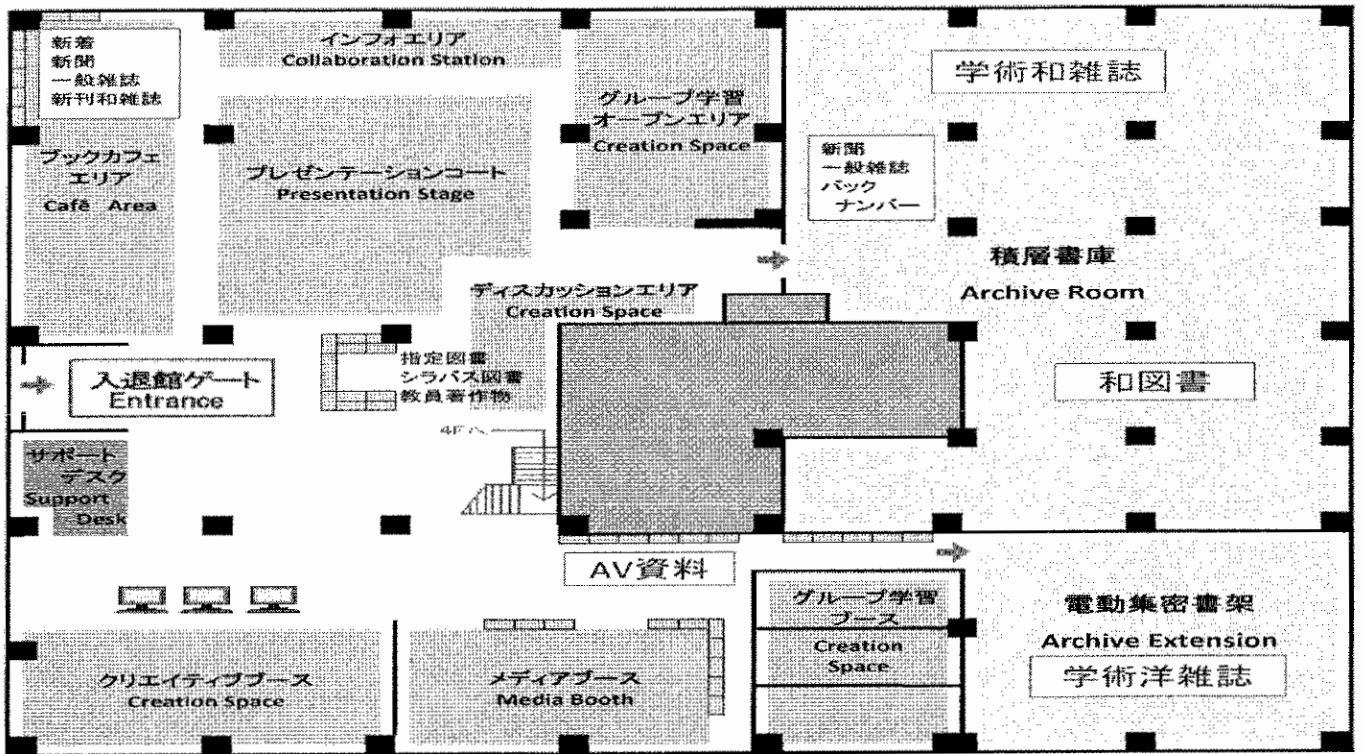 新着
新聞
一般雑誌
新刊和雑誌
インフォエリア
Collaboration Station
グループ学習
オープンエリア
Creation Space
学術和雑誌
ブックカフェ
エリア
Café Area
プレゼンテーションコート
Presentation Stage
新聞
一般雑誌
バック
ナンバー
積層書庫
Archive Room
ディスカッションエリア
Creation Space
入退館ゲート
Entrance
指定図書
シラバス図書
教員著作物
和図書
4Fへ
サポート
デスク
Support
Desk
AV資料
グループ学習
ブース
Creation
Space
電動集密書架
Archive Extension
学術洋雑誌
クリエイティブブース
Creation Space
メディアブース
Media Booth